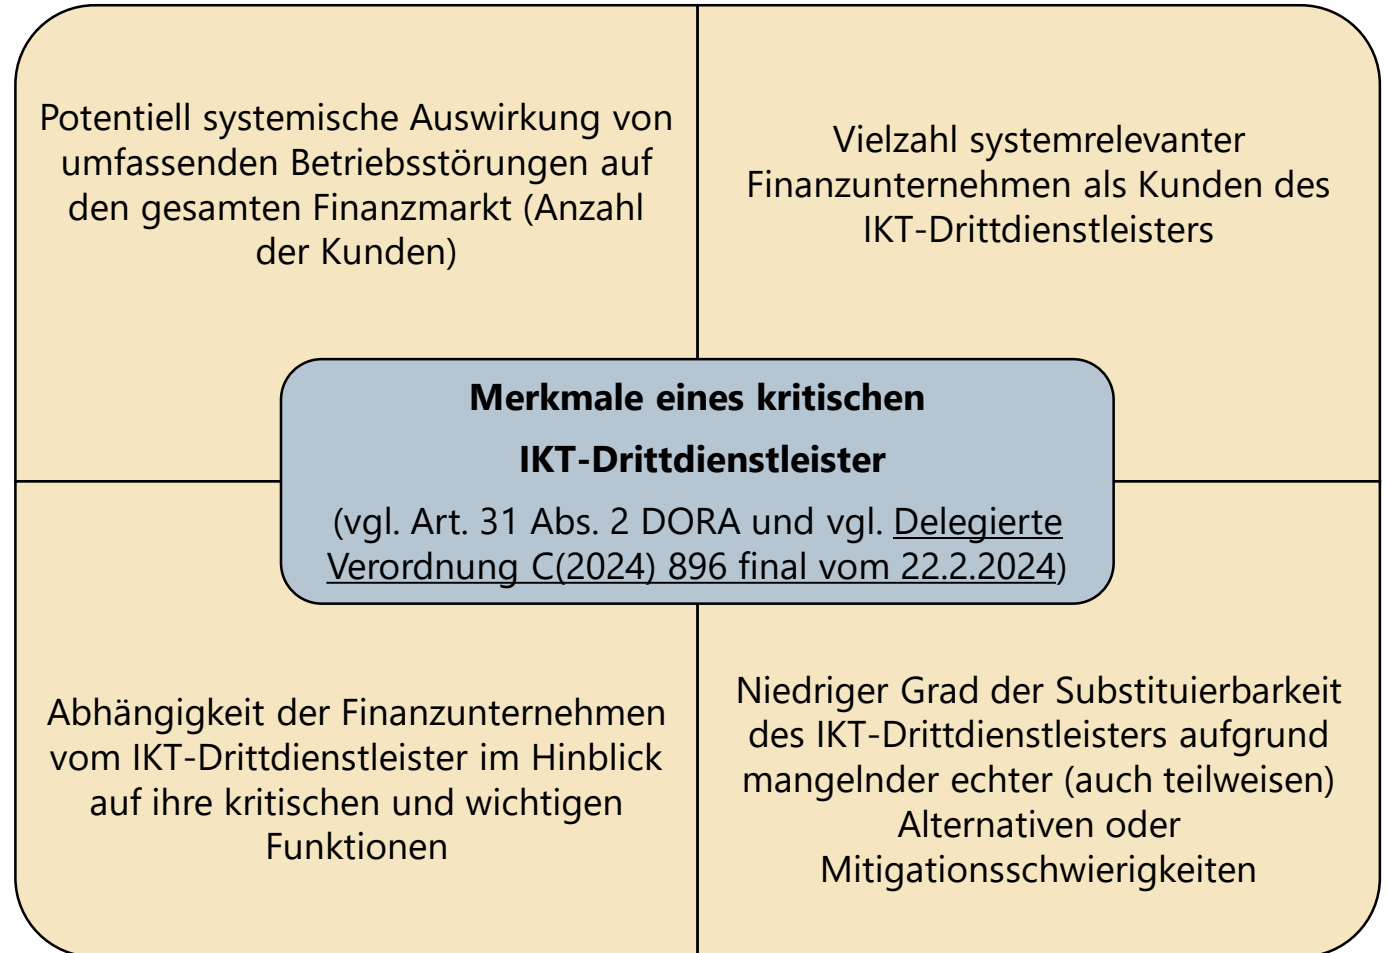 Potentiell systemische Auswirkung von
umfassenden Betriebsstörungen auf
den gesamten Finanzmarkt (Anzahl
der Kunden)
Vielzahl systemrelevanter
Finanzunternehmen als Kunden des
IKT-Drittdienstleisters
Merkmale eines kritischen
IKT-Drittdienstleister
(vgl. Art. 31 Abs. 2 DORA und vgl. Delegierte
Verordnung C(2024) 896 final vom 22.2.2024)
Abhängigkeit der Finanzunternehmen
vom IKT-Drittdienstleister im Hinblick
auf ihre kritischen und wichtigen
Funktionen
Niedriger Grad der Substituierbarkeit
des IKT-Drittdienstleisters aufgrund
mangelnder echter (auch teilweisen)
Alternativen oder
Mitigationsschwierigkeiten